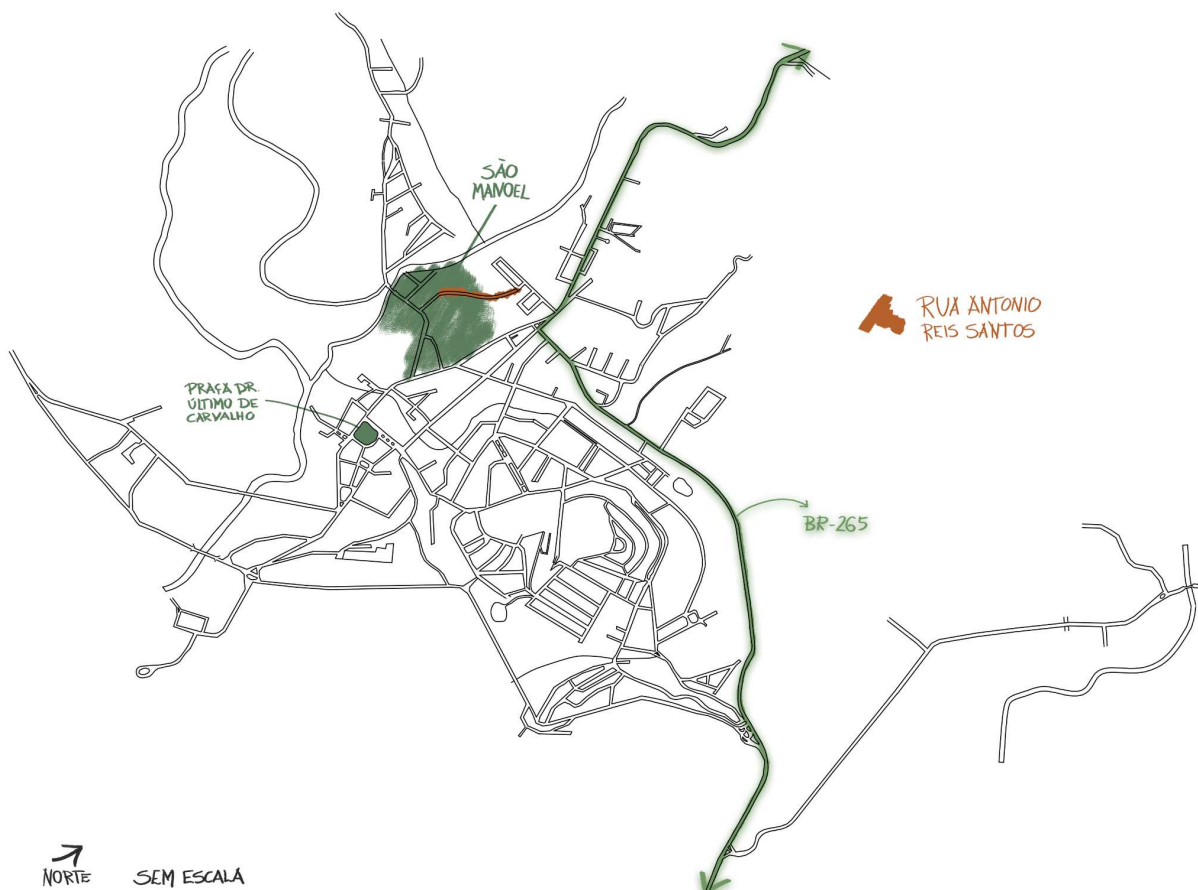 SÃO
MANOEL
RUA ANTONIO
REIS SANTOS
PRAÇA DR.
ÚLTIMO DE
CARVALHO
BR-265
NORTE
SEM ESCALA